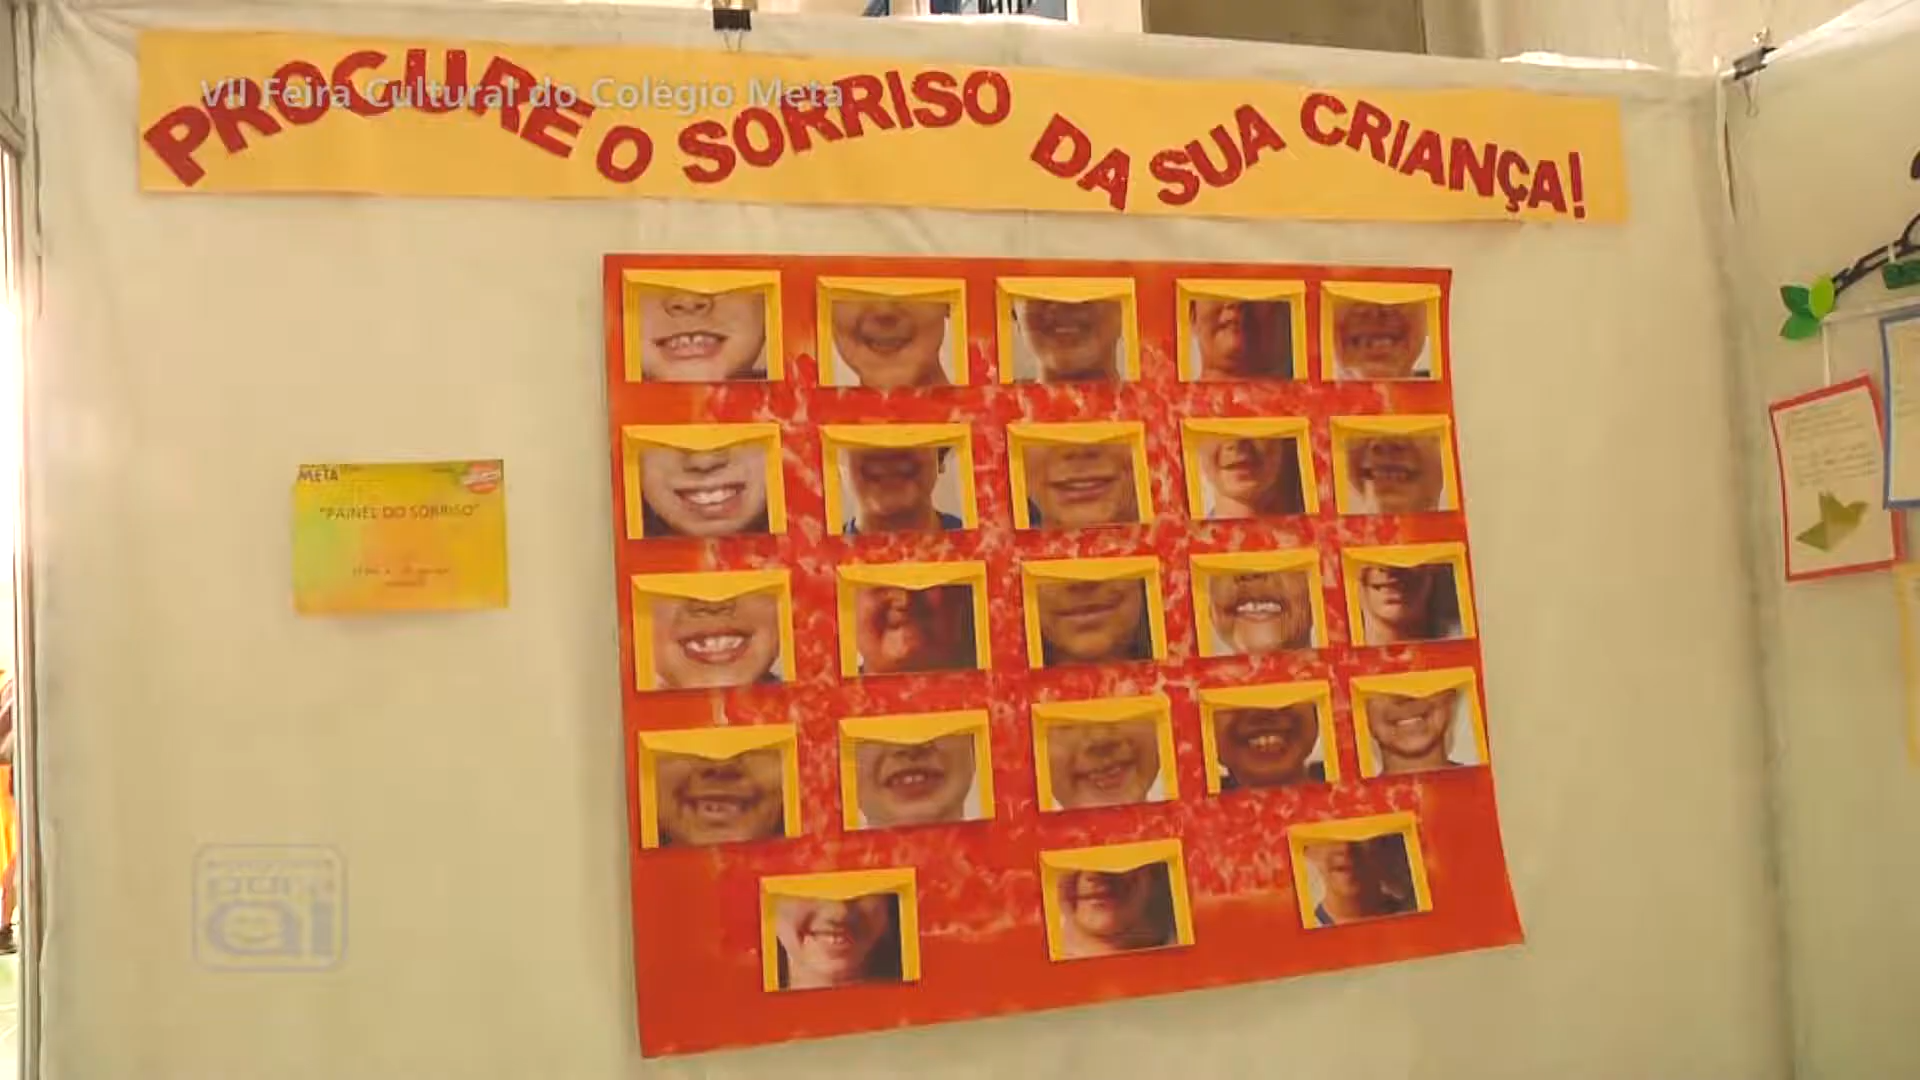 PROCURE O SORRISO DA SUA CRIANÇA!
VII Feira Cultural do Colégio Meta
META
"PAINEL DO SORRISO"